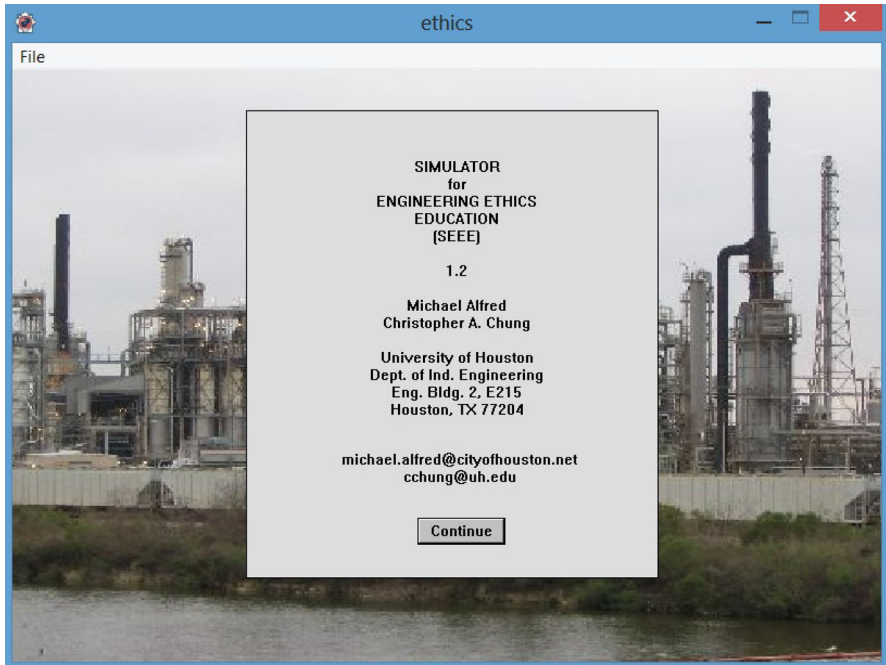 ethics
File
SIMULATOR
for
ENGINEERING ETHICS
EDUCATION
(SEEE)
1.2
Michael Alfred
Christopher A. Chung
University of Houston
Dept. of Ind. Engineering
Eng. Bldg. 2, E215
Houston, TX 77204
michael.alfred@cityofhouston.net
cchung@uh.edu
Continue